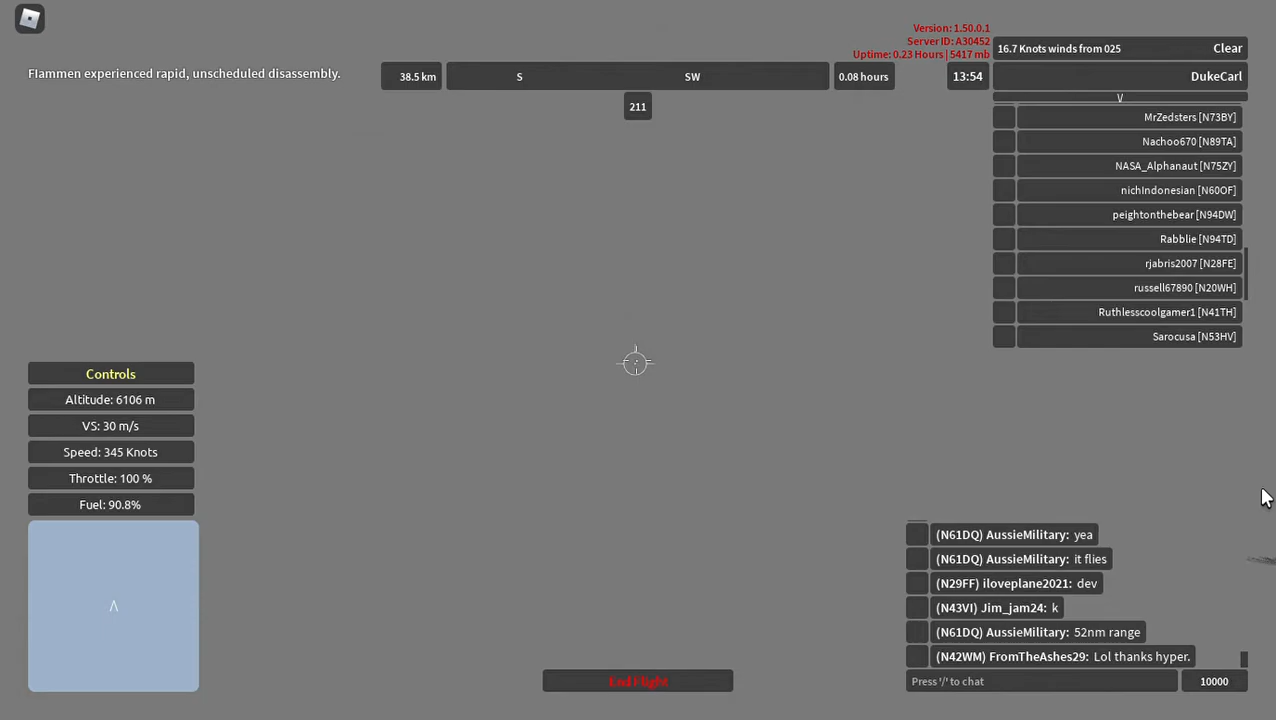 Version: 1.50.0.1
Server ID: A30452
Uptime: 0.23 Hours | 5417 mb
16.7 Knots winds from 025 Clear
Flammen experienced rapid, unscheduled disassembly.
38.5 km
S SW
0.08 hours
13:54
DukeCarl
V
211
MrZedsters [N73BY]
Nachoo670 [N89TA]
NASA_Alphanaut [N75ZY]
nichIndonesian [N60OF]
peightonthebear [N94DW]
Rabblie [N94TD]
rjabris2007 [N28FE]
russell67890 [N20WH]
Ruthlesscoolgamer1 [N41TH]
Sarocusa [N53HV]
Controls
Altitude: 6106 m
VS: 30 m/s
Speed: 345 Knots
Throttle: 100 %
Fuel: 90.8%
(N61DQ) AussieMilitary: yea
(N61DQ) AussieMilitary: it flies
(N29FF) iloveplane2021: dev
(N43VI) Jim_jam24: k
(N61DQ) AussieMilitary: 52nm range
(N42WM) FromTheAshes29: Lol thanks hyper.
End Flight
Press '/' to chat
10000